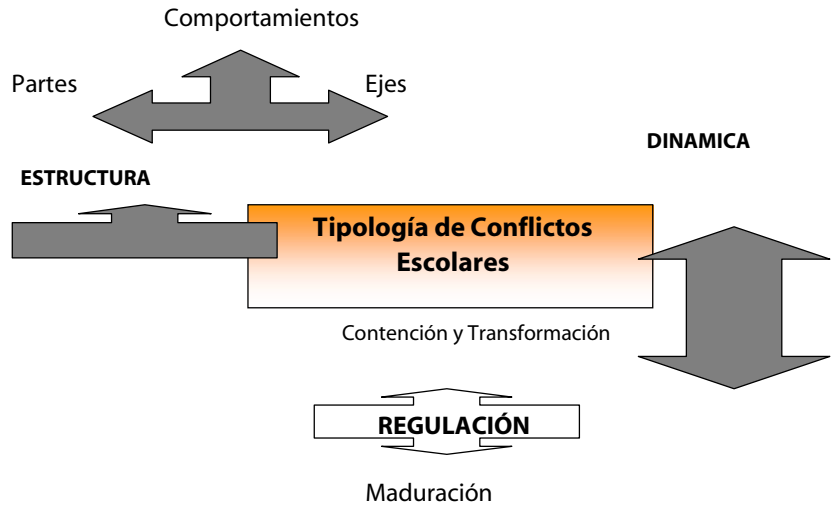 Comportamientos
Partes
Ejes
DINAMICA
ESTRUCTURA
Tipología de Conflictos
Escolares
Contención y Transformación
REGULACIÓN
Maduración